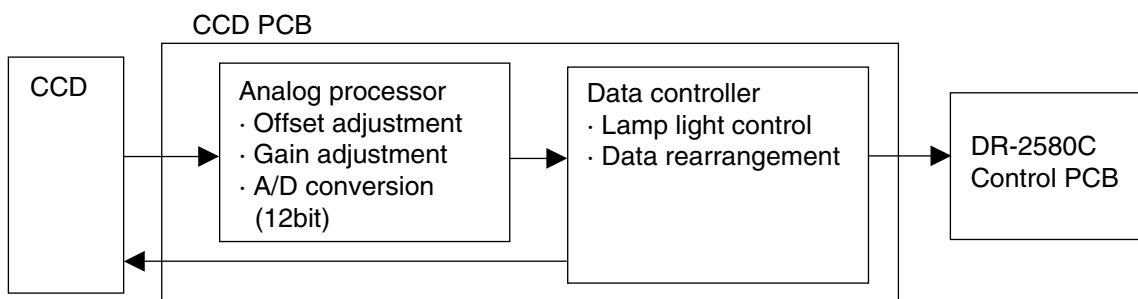 CCD PCB
CCD
Analog processor
· Offset adjustment
· Gain adjustment
· A/D conversion
(12bit)
Data controller
· Lamp light control
· Data rearrangement
DR-2580C
Control PCB